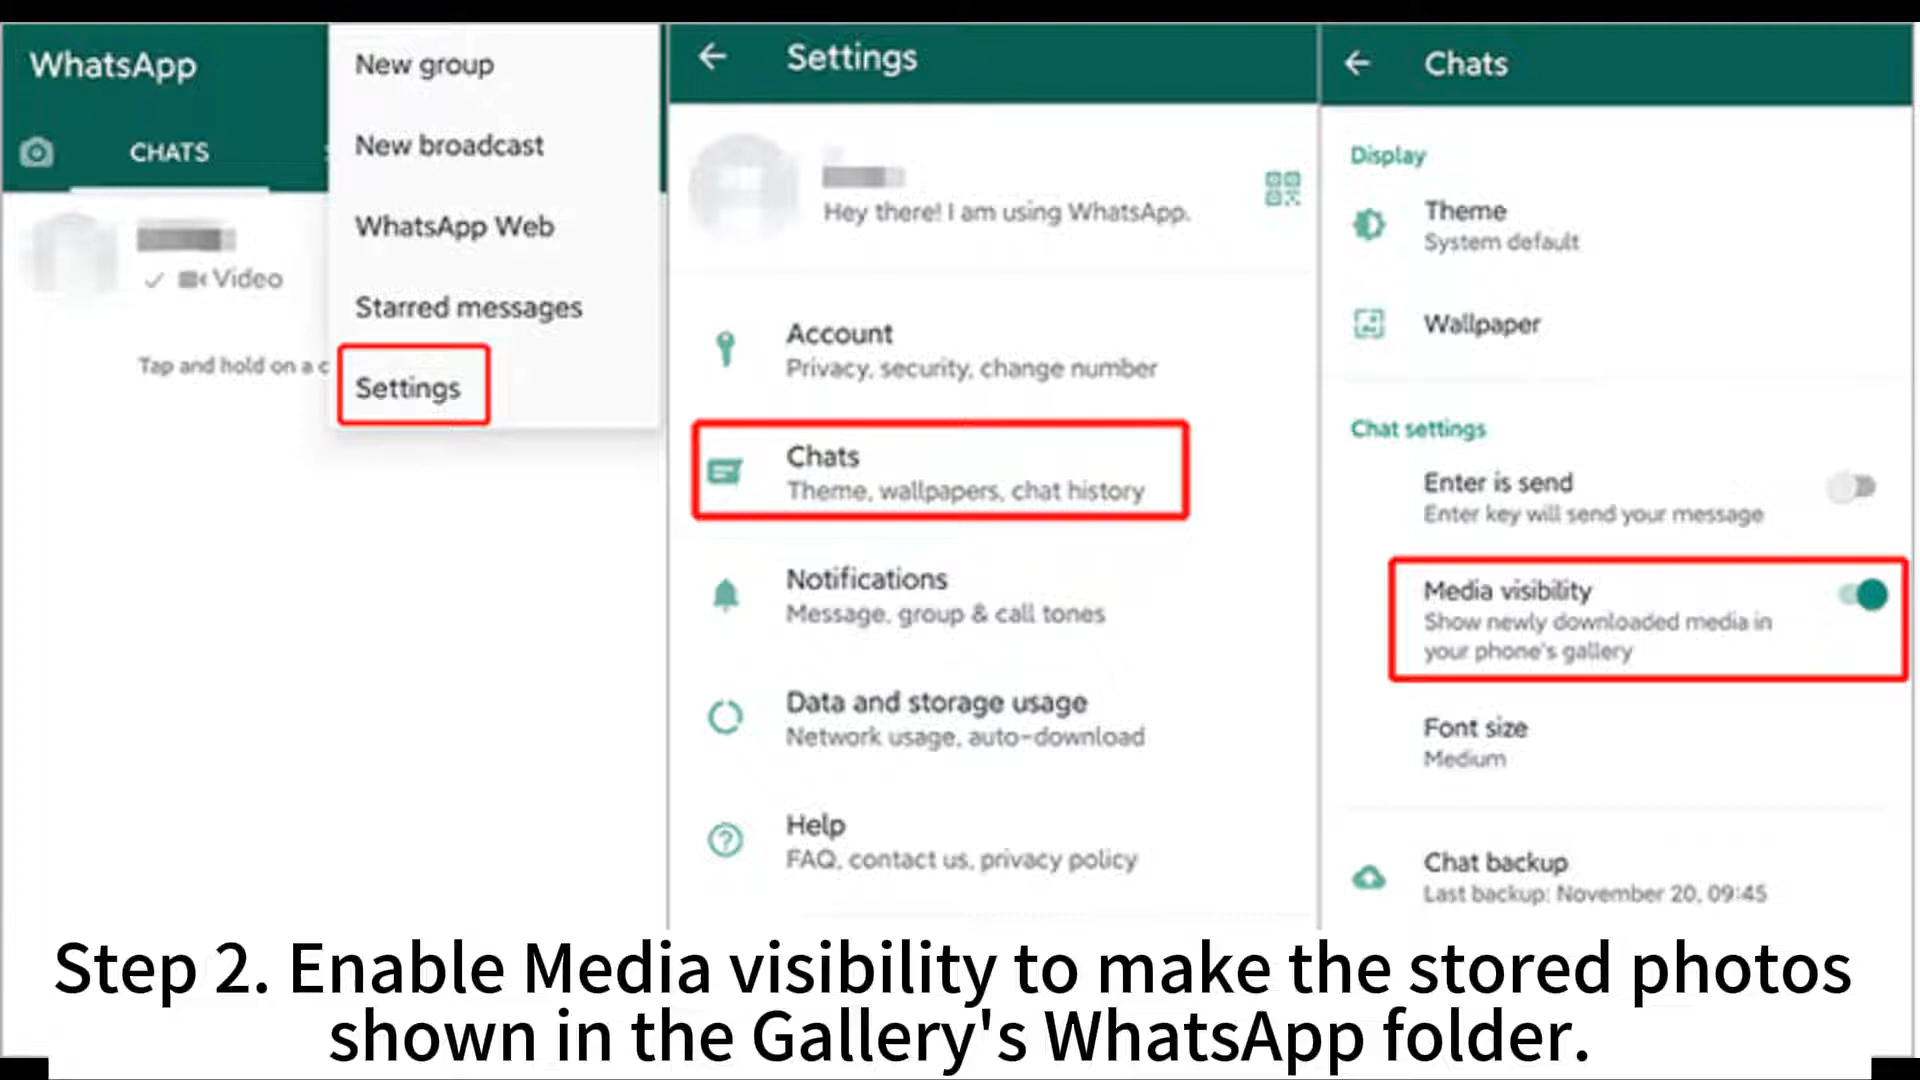 WhatsApp
CHATS
Video
Tap and hold on a c
New group
New broadcast
WhatsApp Web
Starred messages
Settings
Settings
Hey there! I am using WhatsApp.
Account
Privacy, security, change number
Chats
Theme, wallpapers, chat history
Notifications
Message, group & call tones
Data and storage usage
Network usage, auto-download
Help
FAQ, contact us, privacy policy
Chats
Display
Theme
System default
Wallpaper
Chat settings
Enter is send
Enter key will send your message
Media visibility
Show newly downloaded media in
your phone's gallery
Font size
Medium
Chat backup
Last backup: November 20, 09:45
Step 2. Enable Media visibility to make the stored photos
shown in the Gallery's WhatsApp folder.